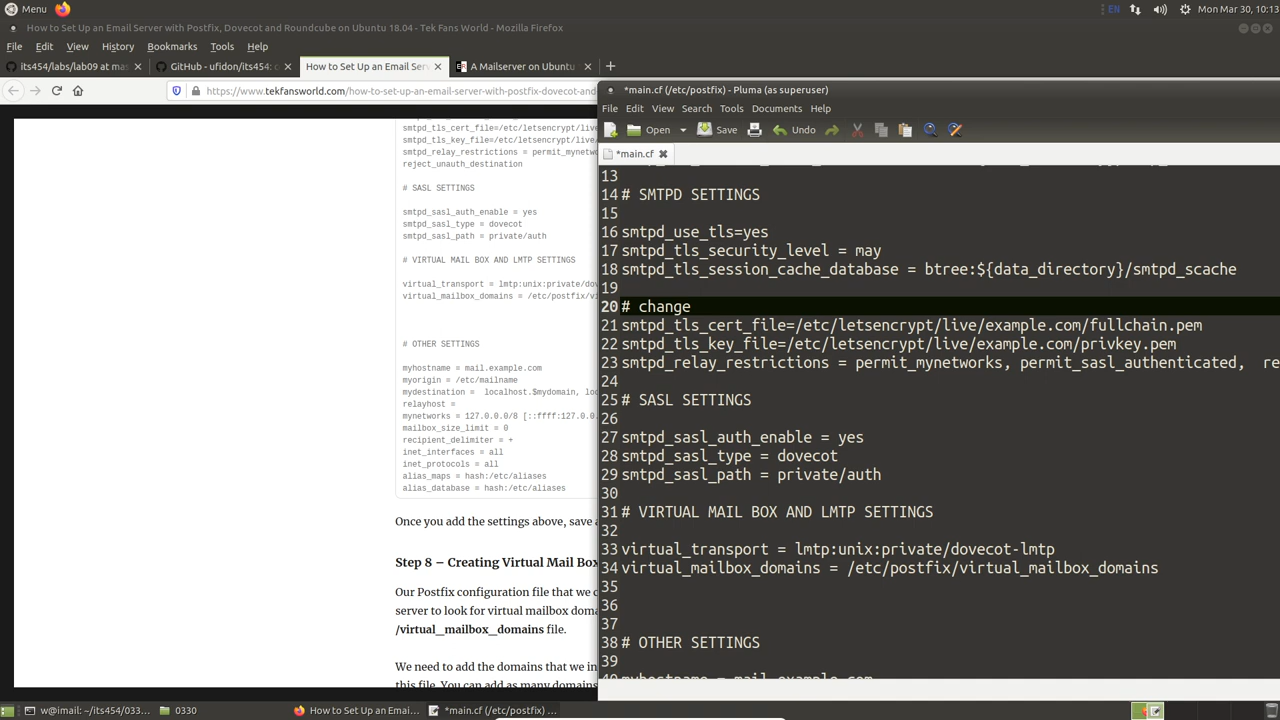 Menu
EN
Mon Mar 30, 10:13
How to Set Up an Email Server with Postfix, Dovecot and Roundcube on Ubuntu 18.04 - Tek Fans World - Mozilla Firefox
File Edit View History Bookmarks Tools Help
its454/labs/lab09 at mas
GitHub - ufidon/its454: c
How to Set Up an Email Serv
ER A Mailserver on Ubuntu
https://www.tekfansworld.com/how-to-set-up-an-email-server-with-postfix-dovecot-and
smtpd_tls_cert_file=/etc/letsencrypt/live
smtpd_tls_key_file=/etc/letsencrypt/live/
smtpd_relay_restrictions = permit_mynetwo
reject_unauth_destination
# SASL SETTINGS
smtpd_sasl_auth_enable = yes
smtpd_sasl_type = dovecot
smtpd_sasl_path = private/auth
# VIRTUAL MAIL BOX AND LMTP SETTINGS
virtual_transport = lmtp:unix:private/dov
virtual_mailbox_domains = /etc/postfix/vi
# OTHER SETTINGS
myhostname = mail.example.com
myorigin = /etc/mailname
mydestination =  localhost.$mydomain, loc
relayhost =
mynetworks = 127.0.0.0/8 [::ffff:127.0.0.
mailbox_size_limit = 0
recipient_delimiter = +
inet_interfaces = all
inet_protocols = all
alias_maps = hash:/etc/aliases
alias_database = hash:/etc/aliases
Once you add the settings above, save a
Step 8 – Creating Virtual Mail Box
Our Postfix configuration file that we c
server to look for virtual mailbox doma
/virtual_mailbox_domains file.
We need to add the domains that we in
this file. You can add as many domains
*main.cf (/etc/postfix) - Pluma (as superuser)
File Edit View Search Tools Documents Help
Open Save Undo
*main.cf
13
14 # SMTPD SETTINGS
15
16 smtpd_use_tls=yes
17 smtpd_tls_security_level = may
18 smtpd_tls_session_cache_database = btree:${data_directory}/smtpd_scache
19
20 # change
21 smtpd_tls_cert_file=/etc/letsencrypt/live/example.com/fullchain.pem
22 smtpd_tls_key_file=/etc/letsencrypt/live/example.com/privkey.pem
23 smtpd_relay_restrictions = permit_mynetworks, permit_sasl_authenticated,  re
24
25 # SASL SETTINGS
26
27 smtpd_sasl_auth_enable = yes
28 smtpd_sasl_type = dovecot
29 smtpd_sasl_path = private/auth
30
31 # VIRTUAL MAIL BOX AND LMTP SETTINGS
32
33 virtual_transport = lmtp:unix:private/dovecot-lmtp
34 virtual_mailbox_domains = /etc/postfix/virtual_mailbox_domains
35
36
37
38 # OTHER SETTINGS
39
40 myhostname = mail.example.com
w@imail: ~/its454/033...
0330
How to Set Up an Emai...
*main.cf (/etc/postfix) ...